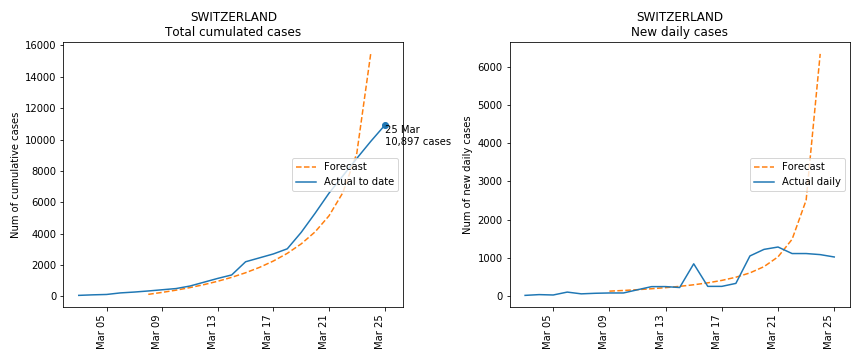 SWITZERLAND
Total cumulated cases
Num of cumulative cases
16000
14000
12000
10000
8000
6000
4000
2000
0
25 Mar
10,897 cases
Forecast
Actual to date
Mar 05
Mar 09
Mar 13
Mar 17
Mar 21
Mar 25
SWITZERLAND
New daily cases
Num of new daily cases
6000
5000
4000
3000
2000
1000
0
Forecast
Actual daily
Mar 05
Mar 09
Mar 13
Mar 17
Mar 21
Mar 25